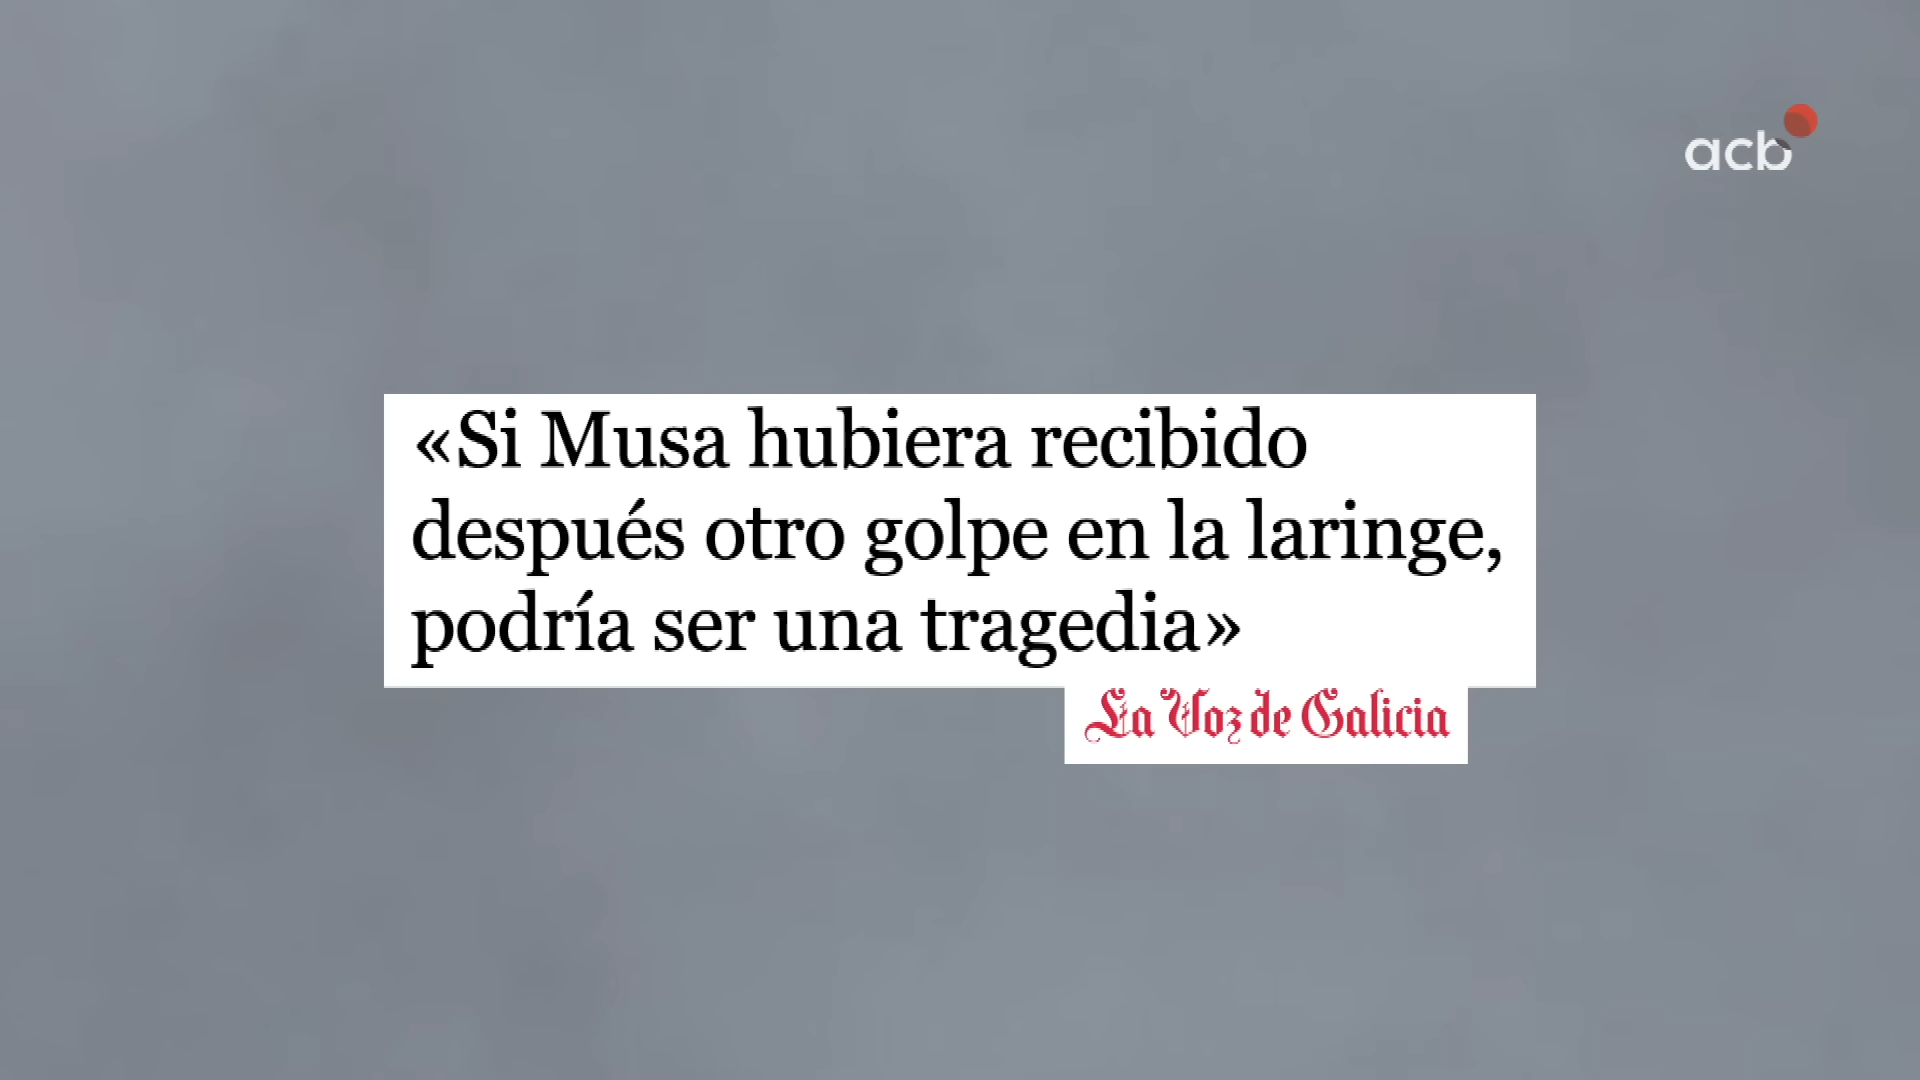 acb
«Si Musa hubiera recibido
después otro golpe en la laringe,
podría ser una tragedia»
La Voz de Galicia